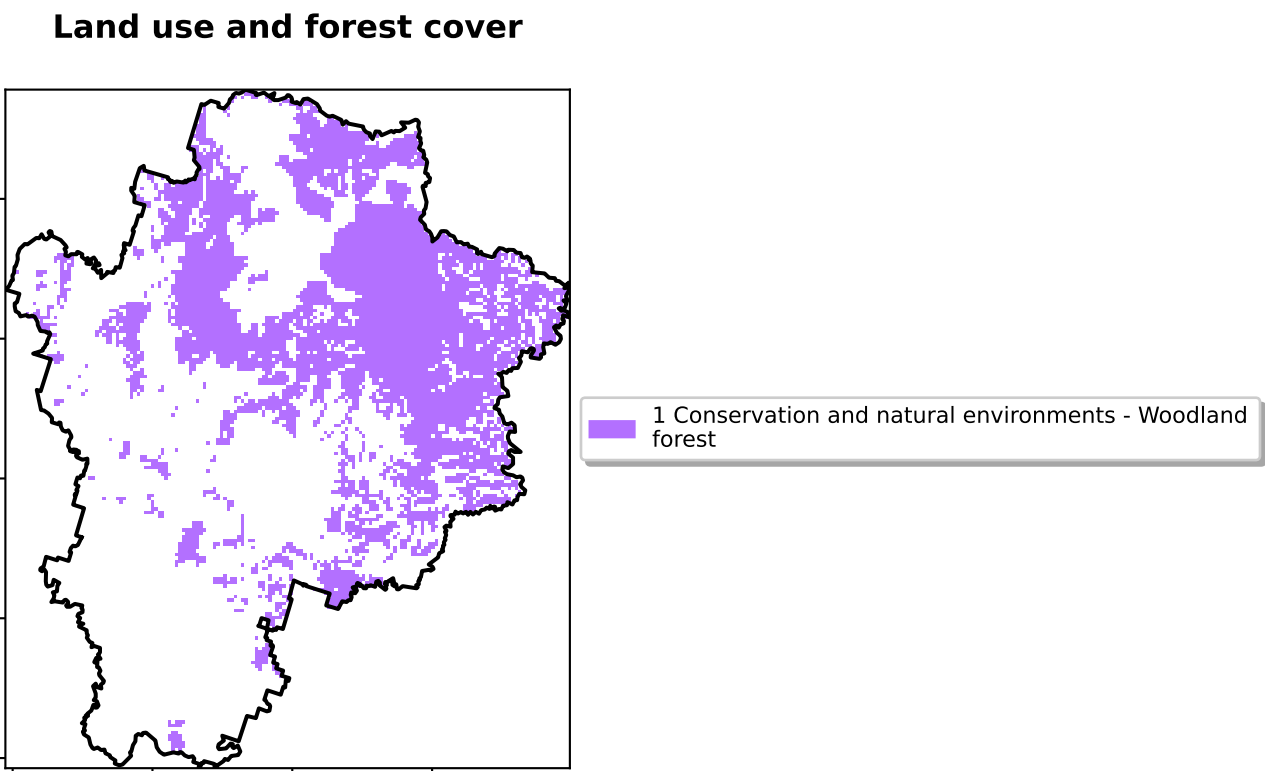 Land use and forest cover
1 Conservation and natural environments - Woodland
forest